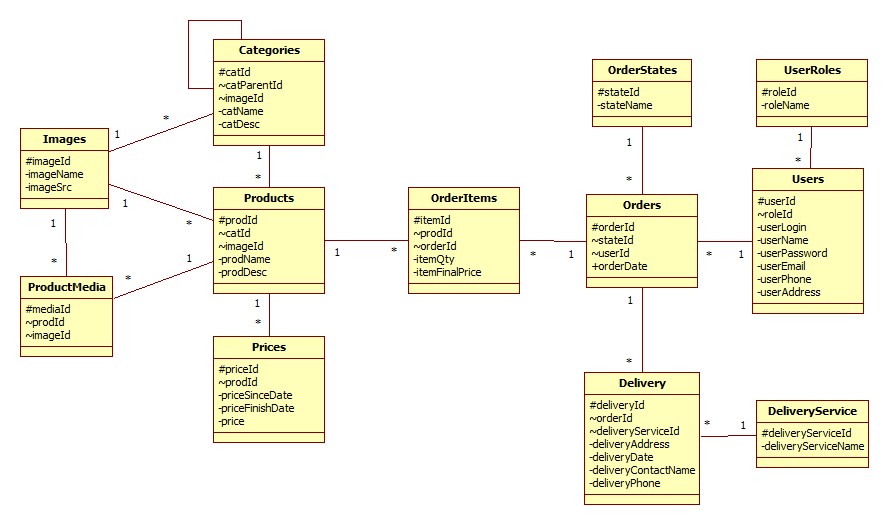 Categories
#catId
~catParentId
~imageId
-catName
-catDesc
OrderStates
#stateId
-stateName
UserRoles
#roleId
-roleName
Images
#imageId
-imageName
-imageSrc
1
*
1
*
1
*
1
*
1
*
Products
#prodId
~catId
~imageId
-prodName
-prodDesc
OrderItems
#itemId
~prodId
~orderId
-itemQty
-itemFinalPrice
Orders
#orderId
~stateId
~userId
+orderDate
Users
#userId
~roleId
-userLogin
-userName
-userPassword
-userEmail
-userPhone
-userAddress
1
*
1
*
*
1
*
1
1
*
ProductMedia
#mediaId
~prodId
~imageId
1
*
1
*
Prices
#priceId
~prodId
-priceSinceDate
-priceFinishDate
-price
Delivery
#deliveryId
~orderId
~deliveryServiceId
-deliveryAddress
-deliveryDate
-deliveryContactName
-deliveryPhone
*
1
DeliveryService
#deliveryServiceId
-deliveryServiceName